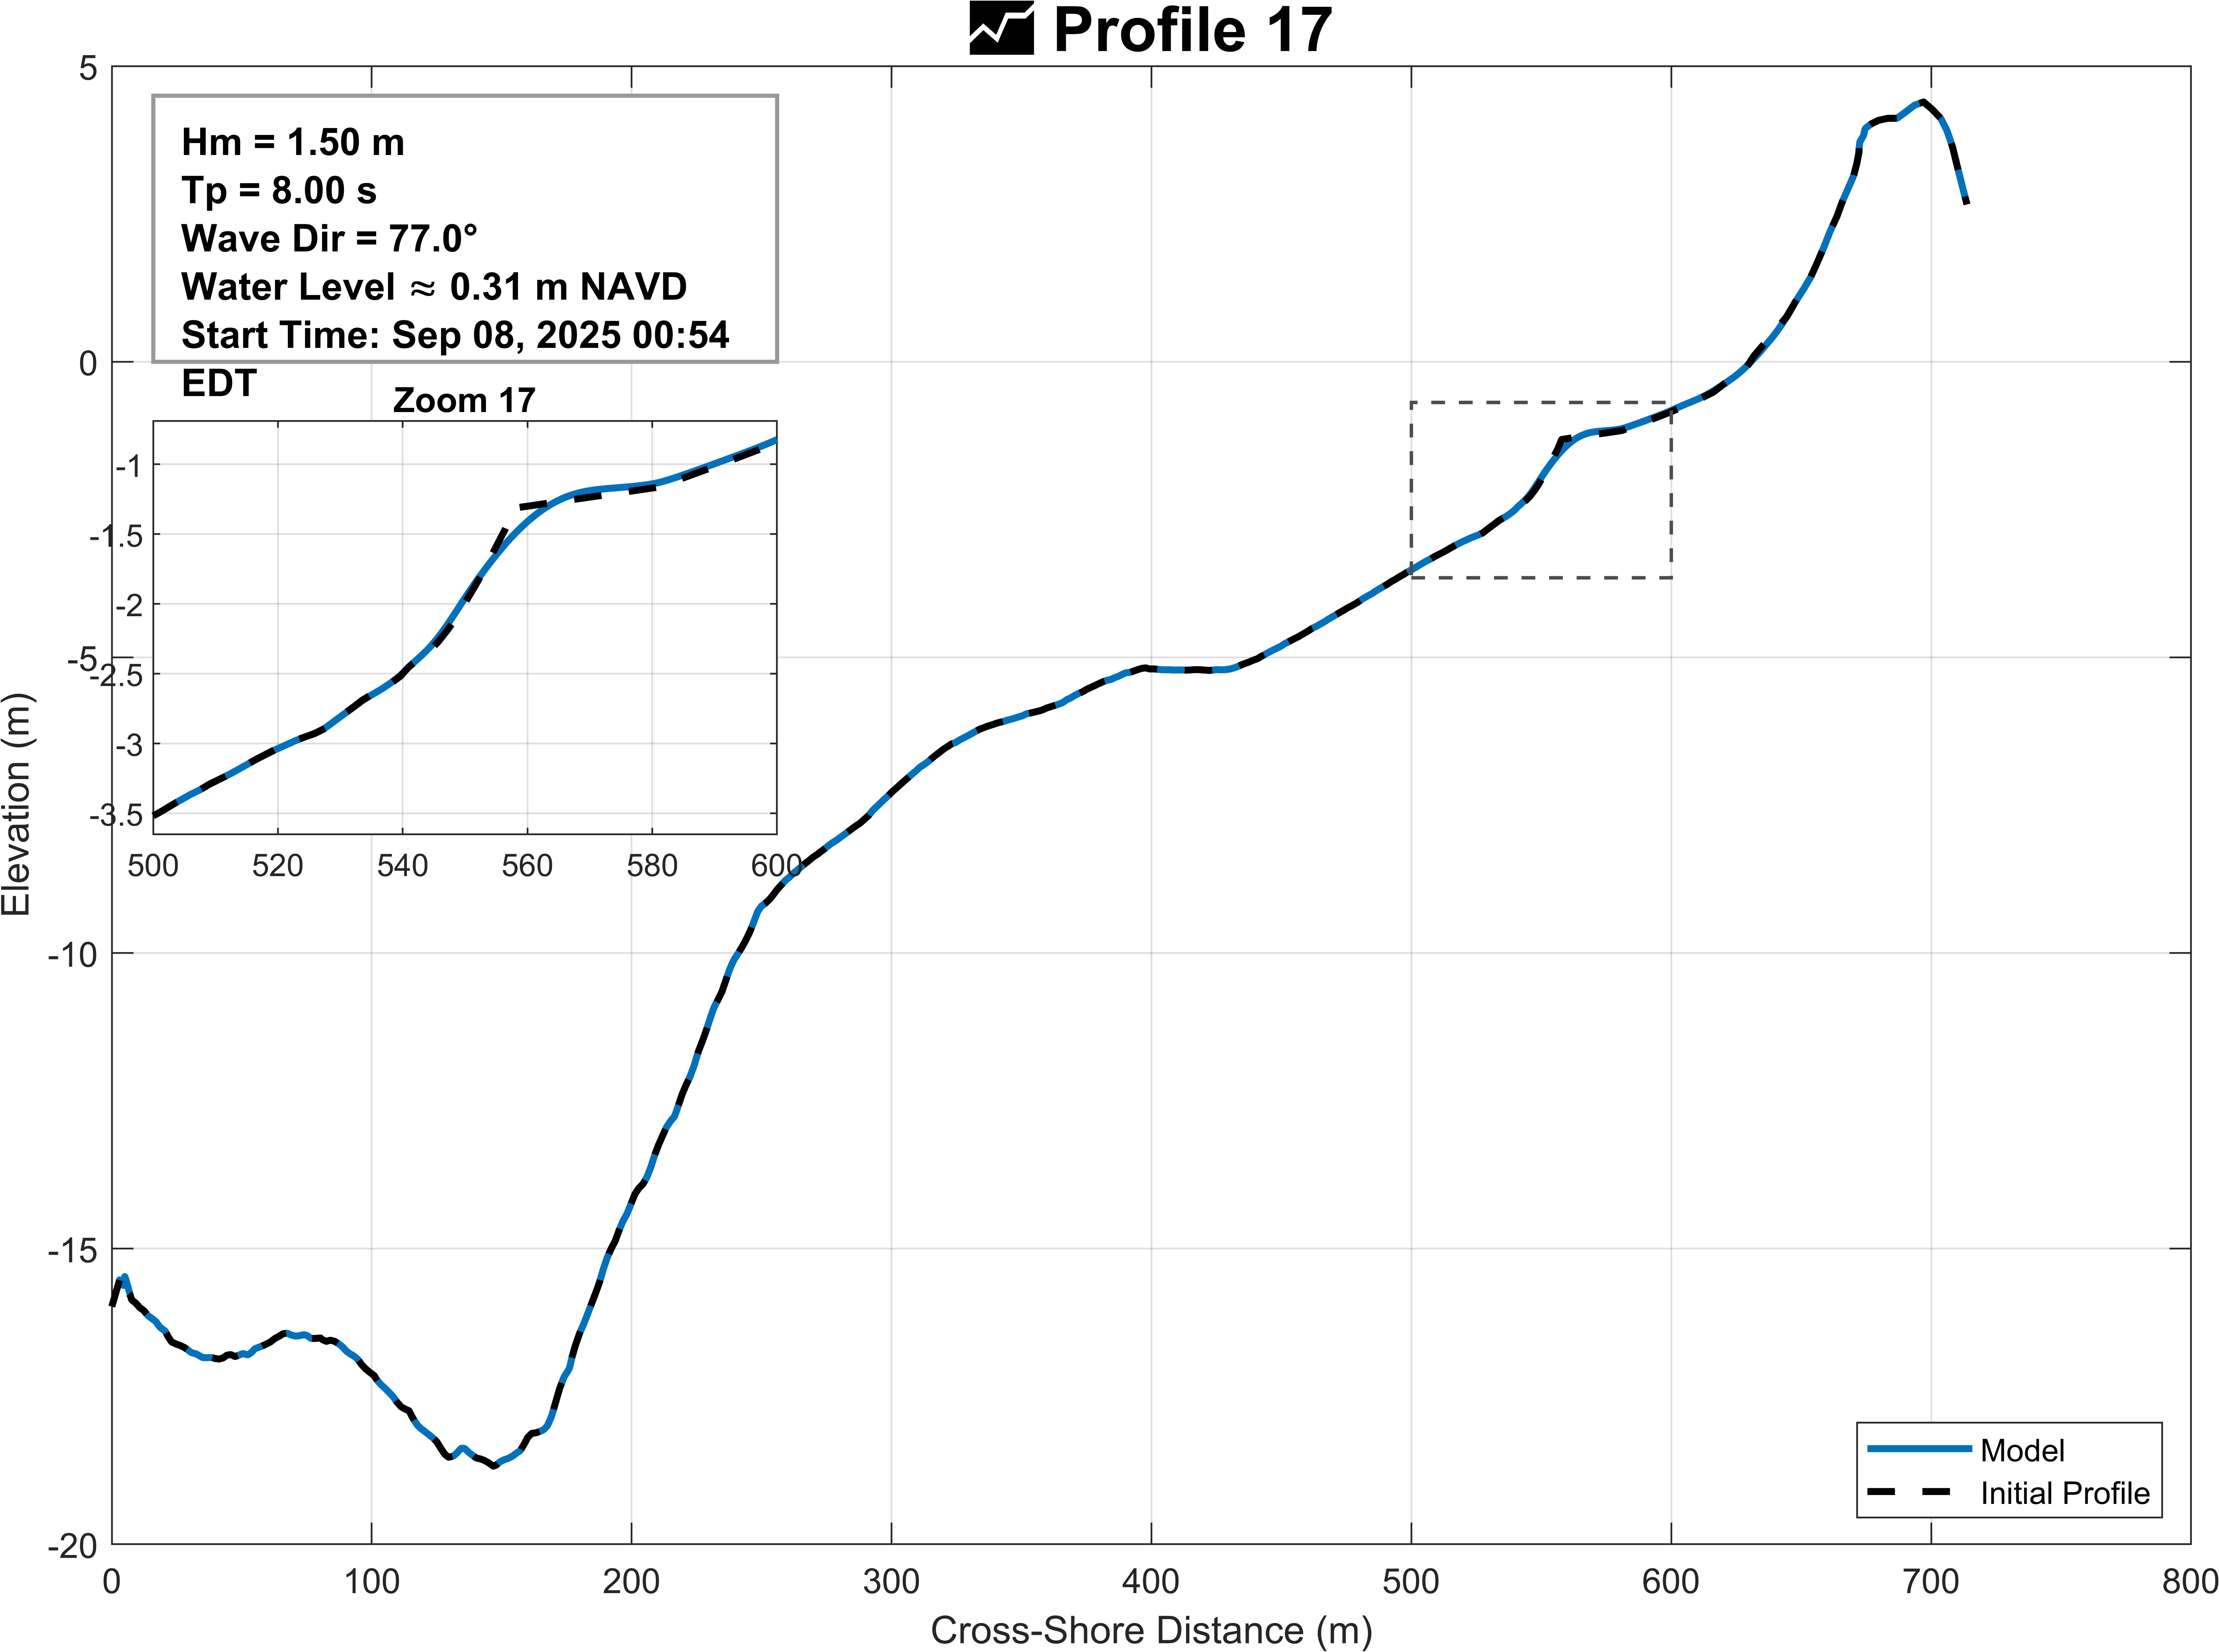 Profile 17
5
0
-5
-10
-15
-20
Elevation (m)
Hm = 1.50 m
Tp = 8.00 s
Wave Dir = 77.0°
Water Level ≈ 0.31 m NAVD
Start Time: Sep 08, 2025 00:54
EDT
Zoom 17
-1
-1.5
-2
-2.5
-3
-3.5
500 520 540 560 580 600
Model
Initial Profile
0 100 200 300 400 500 600 700 800
Cross-Shore Distance (m)